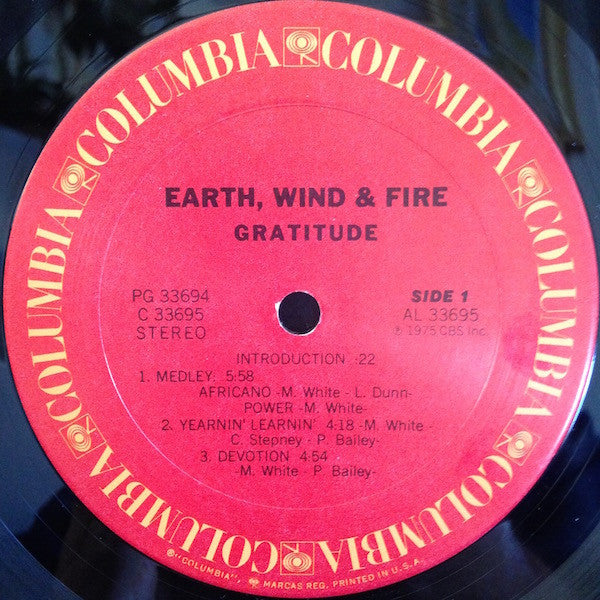 COLUMBIA COLUMBIA COLUMBIA COLUMBIA COLUMBIA COLUMBIA
EARTH, WIND & FIRE
GRATITUDE
PG 33694
C 33695
STEREO
SIDE 1
AL 33695
℗ 1975 CBS Inc.
INTRODUCTION :22
1. MEDLEY: 5:58
AFRICANO -M. White - L. Dunn-
POWER -M. White-
2. YEARNIN' LEARNIN' 4:18 -M. White -
C. Stepney - P. Bailey-
3. DEVOTION 4:54
-M. White - P. Bailey-
®"COLUMBIA", MARCAS REG. PRINTED IN U.S.A.